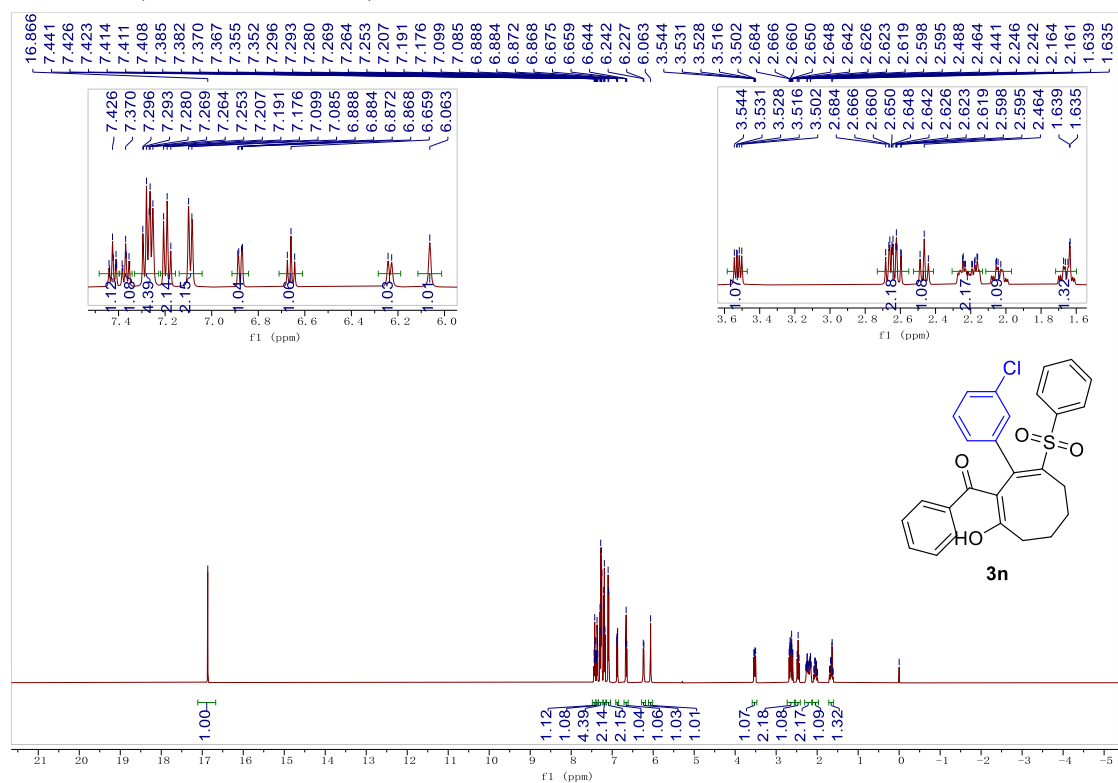 16.866 7.441 7.426 7.423 7.414 7.411 7.408 7.385 7.382 7.370 7.367 7.355 7.352 7.296 7.293 7.280 7.269 7.264 7.253 7.207 7.191 7.176 7.099 7.085 6.888 6.884 6.872 6.868 6.675 6.659 6.644 6.242 6.227 6.063 3.544 3.531 3.528 3.516 3.502 2.684 2.666 2.660 2.650 2.648 2.642 2.626 2.623 2.619 2.598 2.595 2.488 2.464 2.441 2.246 2.242 2.164 2.161 1.639 1.635
7.426 7.370 7.296 7.293 7.280 7.269 7.264 7.253 7.207 7.191 7.176 7.099 7.085 6.888 6.884 6.872 6.868 6.659 6.063
1.12 1.08 4.39 2.14 2.15 1.04 1.06 1.03 1.01
7.4 7.2 7.0 6.8 6.6 6.4 6.2 6.0
f1 (ppm)
3.544 3.531 3.528 3.516 3.502 2.684 2.666 2.660 2.650 2.648 2.642 2.626 2.623 2.619 2.598 2.595 2.464 1.639 1.635
1.07 2.18 1.08 2.17 1.09 1.32
3.6 3.4 3.2 3.0 2.8 2.6 2.4 2.2 2.0 1.8 1.6
f1 (ppm)
Cl
O S O
O
HO
3n
1.00 1.12 1.08 4.39 2.14 2.15 1.04 1.06 1.03 1.01 1.07 2.18 1.08 2.17 1.09 1.32
21 20 19 18 17 16 15 14 13 12 11 10 9 8 7 6 5 4 3 2 1 0 -1 -2 -3 -4 -5
f1 (ppm)